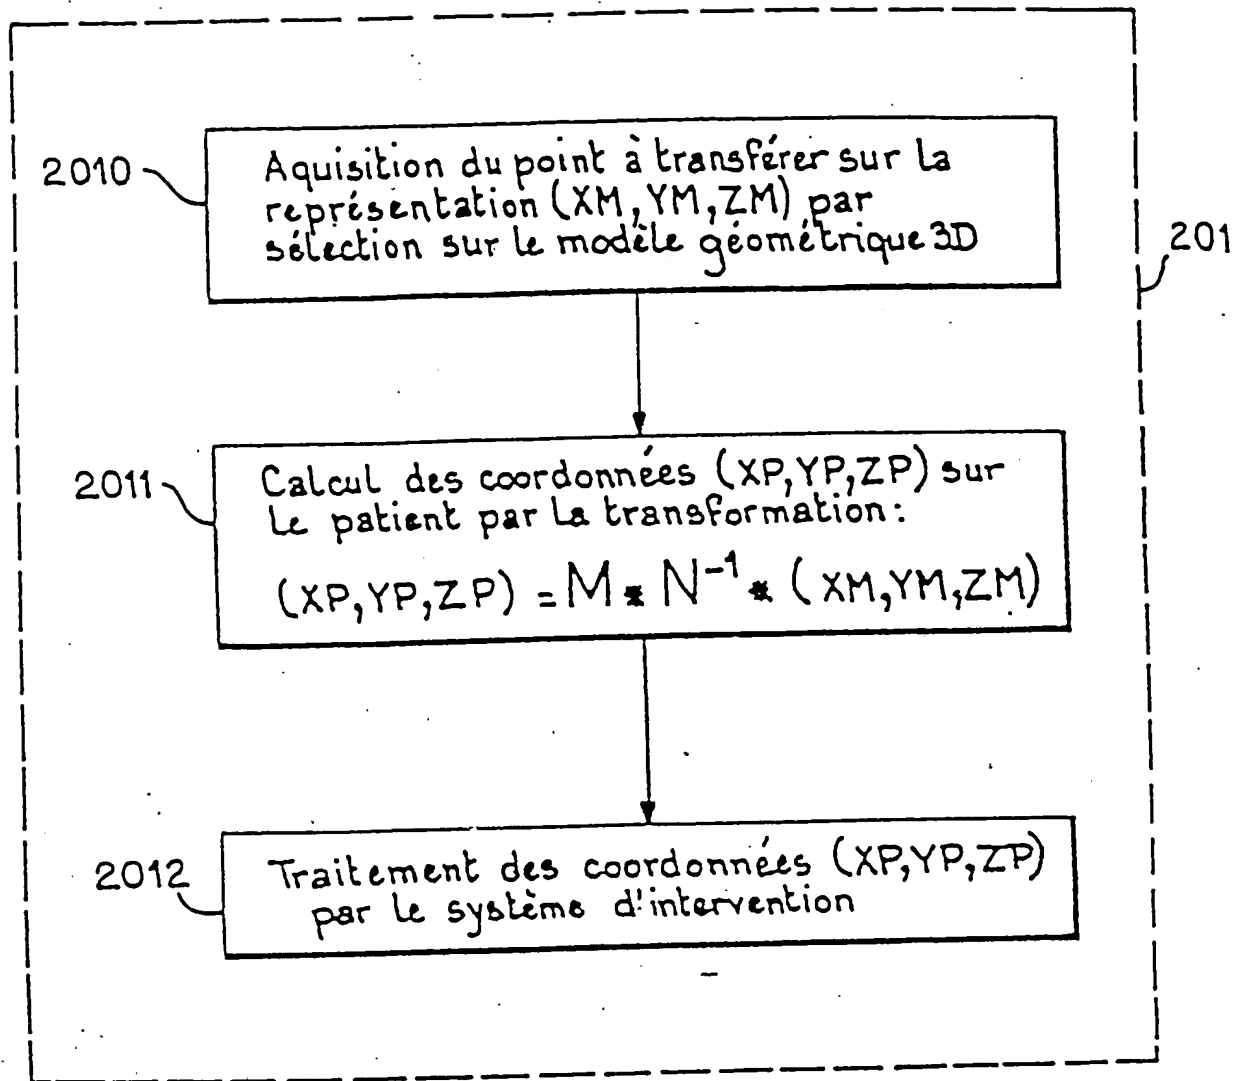 2010
Aquisition du point à transférer sur la
représentation (XM,YM,ZM) par
sélection sur le modèle géométrique 3D
201
2011
Calcul des coordonnées (XP,YP,ZP) sur
le patient par la transformation:
(XP,YP,ZP) = M * N⁻¹ * (XM,YM,ZM)
2012
Traitement des coordonnées (XP,YP,ZP)
par le système d'intervention